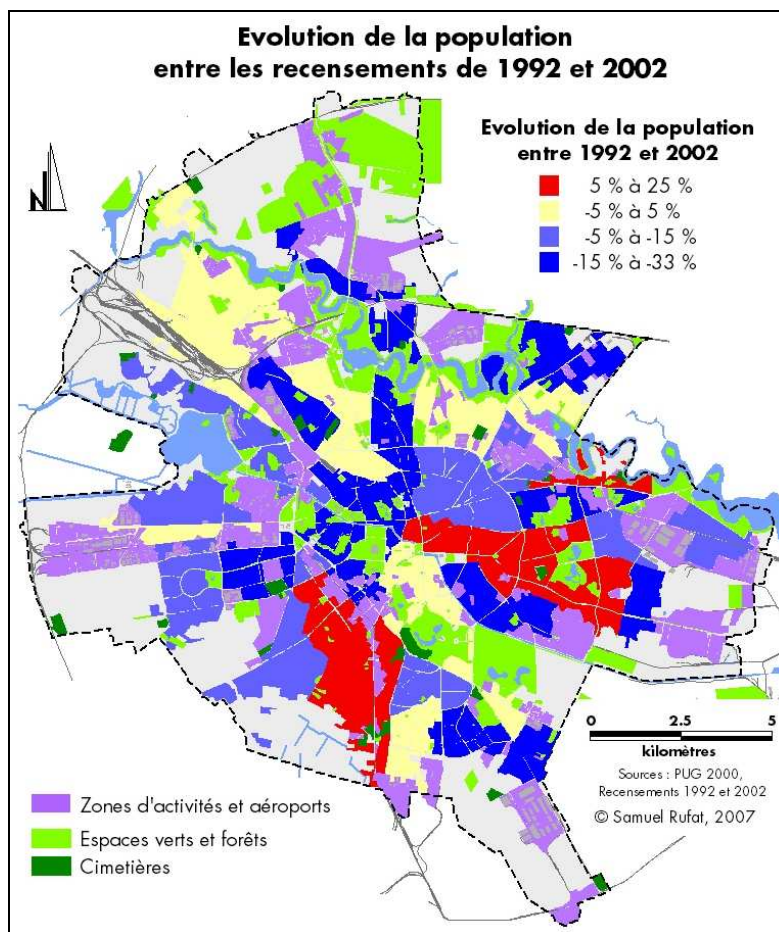 Evolution de la population
entre les recensements de 1992 et 2002
Evolution de la population
entre 1992 et 2002
5 % à 25 %
-5 % à 5 %
-5 % à -15 %
-15 % à -33 %
N
0 2.5 5
kilomètres
Sources : PUG 2000,
Recensements 1992 et 2002
© Samuel Rufat, 2007
Zones d'activités et aéroports
Espaces verts et forêts
Cimetières